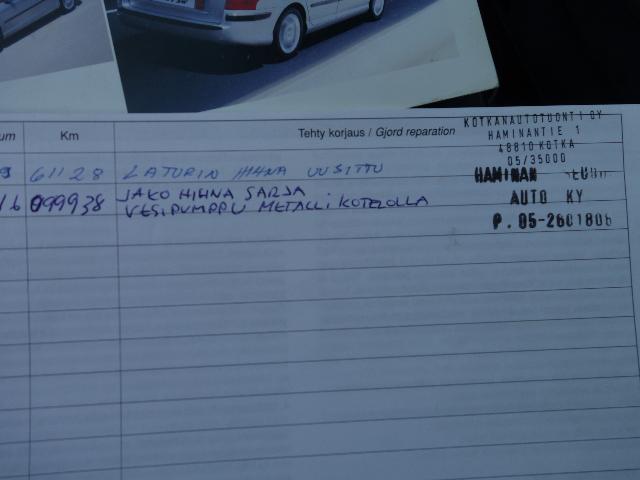 um Km Tehty korjaus / Gjord reparation
KOTKANAUTOTUONTI OY
HAMINANTIE 1
48810 KOTKA
05/35000
61128 LATURIN HIHNA UUSITTU
HAMINAN
16 099938 JAKO HIHNA SARJA
VESIPUMPPU METALLI KOTELOLLA
AUTO KY
P. 05-2601806